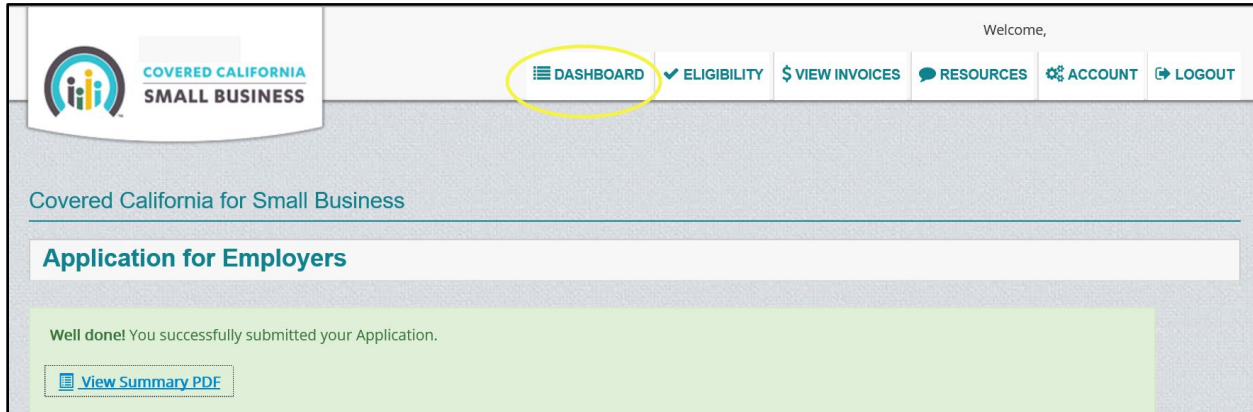 Welcome,
COVERED CALIFORNIA
SMALL BUSINESS
DASHBOARD ELIGIBILITY $ VIEW INVOICES RESOURCES ACCOUNT LOGOUT
Covered California for Small Business
Application for Employers
Well done! You successfully submitted your Application.
View Summary PDF